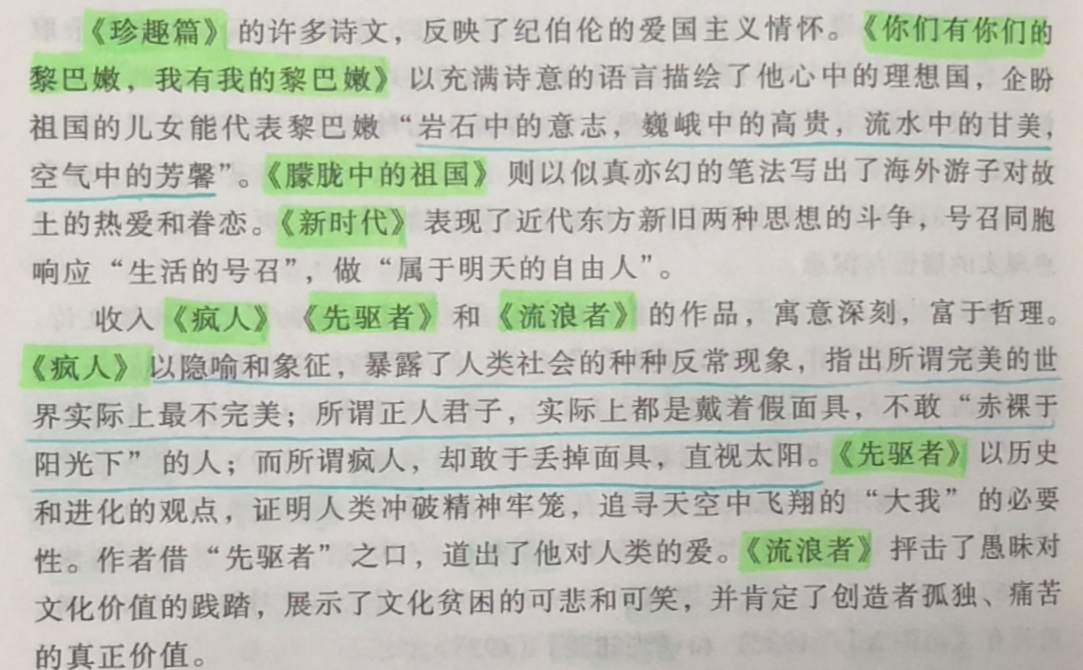 《珍趣篇》的许多诗文，反映了纪伯伦的爱国主义情怀。《你们有你们的
黎巴嫩，我有我的黎巴嫩》以充满诗意的语言描绘了他心中的理想国，企盼
祖国的儿女能代表黎巴嫩“岩石中的意志，巍峨中的高贵，流水中的甘美，
空气中的芳馨”。《朦胧中的祖国》则以似真亦幻的笔法写出了海外游子对故
土的热爱和眷恋。《新时代》表现了近代东方新旧两种思想的斗争，号召同胞
响应“生活的号召”，做“属于明天的自由人”。
收入《疯人》《先驱者》和《流浪者》的作品，寓意深刻，富于哲理。
《疯人》以隐喻和象征，暴露了人类社会的种种反常现象，指出所谓完美的世
界实际上最不完美；所谓正人君子，实际上都是戴着假面具，不敢“赤裸于
阳光下”的人；而所谓疯人，却敢于丢掉面具，直视太阳。《先驱者》以历史
和进化的观点，证明人类冲破精神牢笼，追寻天空中飞翔的“大我”的必要
性。作者借“先驱者”之口，道出了他对人类的爱。《流浪者》抨击了愚昧对
文化价值的践踏，展示了文化贫困的可悲和可笑，并肯定了创造者孤独、痛苦
的真正价值。